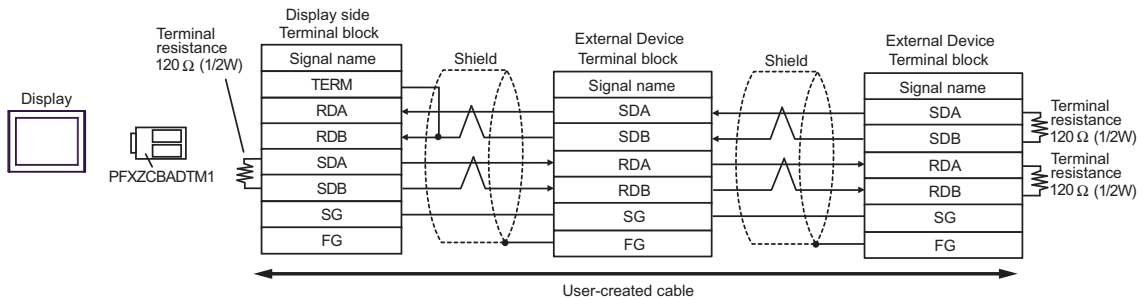 Display
PFXZCBADTM1
Terminal
resistance
120 Ω (1/2W)
Display side
Terminal block
Signal name
TERM
RDA
RDB
SDA
SDB
SG
FG
Shield
External Device
Terminal block
Signal name
SDA
SDB
RDA
RDB
SG
FG
Shield
External Device
Terminal block
Signal name
SDA
SDB
RDA
RDB
SG
FG
Terminal
resistance
120 Ω (1/2W)
Terminal
resistance
120 Ω (1/2W)
User-created cable